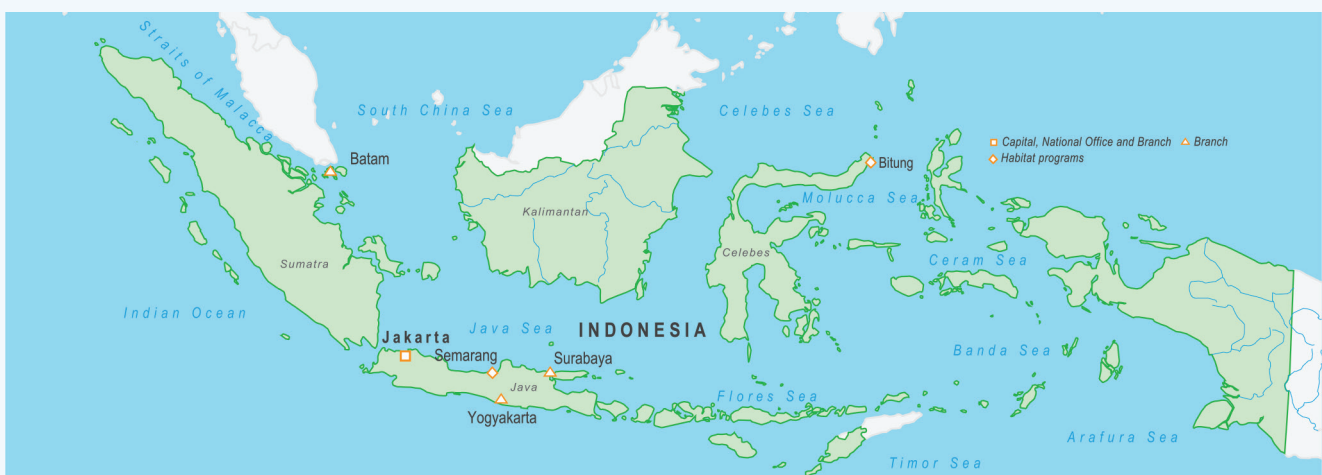 Straits of Malacca
South China Sea
Celebes Sea
Capital, National Office and Branch
Branch
Habitat programs
Batam
Bitung
Molucca Sea
Kalimantan
Sumatra
Celebes
Ceram Sea
Indian Ocean
Java Sea
INDONESIA
Jakarta
Semarang
Surabaya
Banda Sea
Java
Flores Sea
Yogyakarta
Arafura Sea
Timor Sea